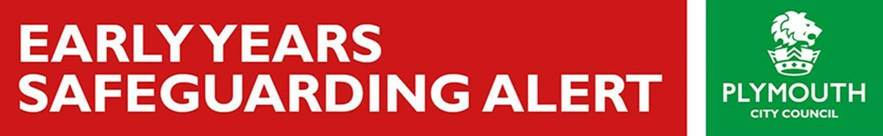 EARLY YEARS
SAFEGUARDING ALERT
PLYMOUTH
CITY COUNCIL